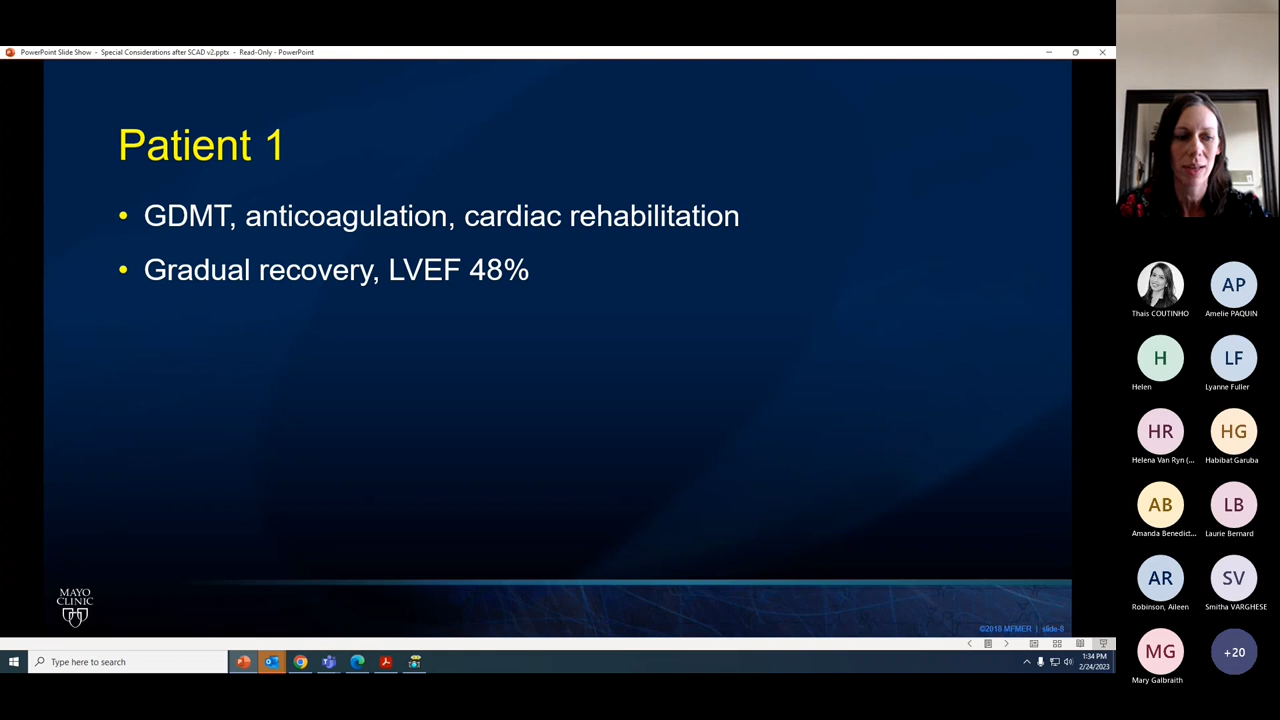 PowerPoint Slide Show - Special Considerations after SCAD v2.pptx - Read-Only - PowerPoint
Patient 1
• GDMT, anticoagulation, cardiac rehabilitation
• Gradual recovery, LVEF 48%
MAYO
CLINIC
©2018 MFMER | slide-8
Type here to search
1:34 PM
2/24/2023
Thais COUTINHO
AP
Amelie PAQUIN
H
Helen
LF
Lyanne Fuller
HR
Helena Van Ryn (...
HG
Habibat Garuba
AB
Amanda Benedict...
LB
Laurie Bernard
AR
Robinson, Aileen
SV
Smitha VARGHESE
MG
Mary Galbraith
+20